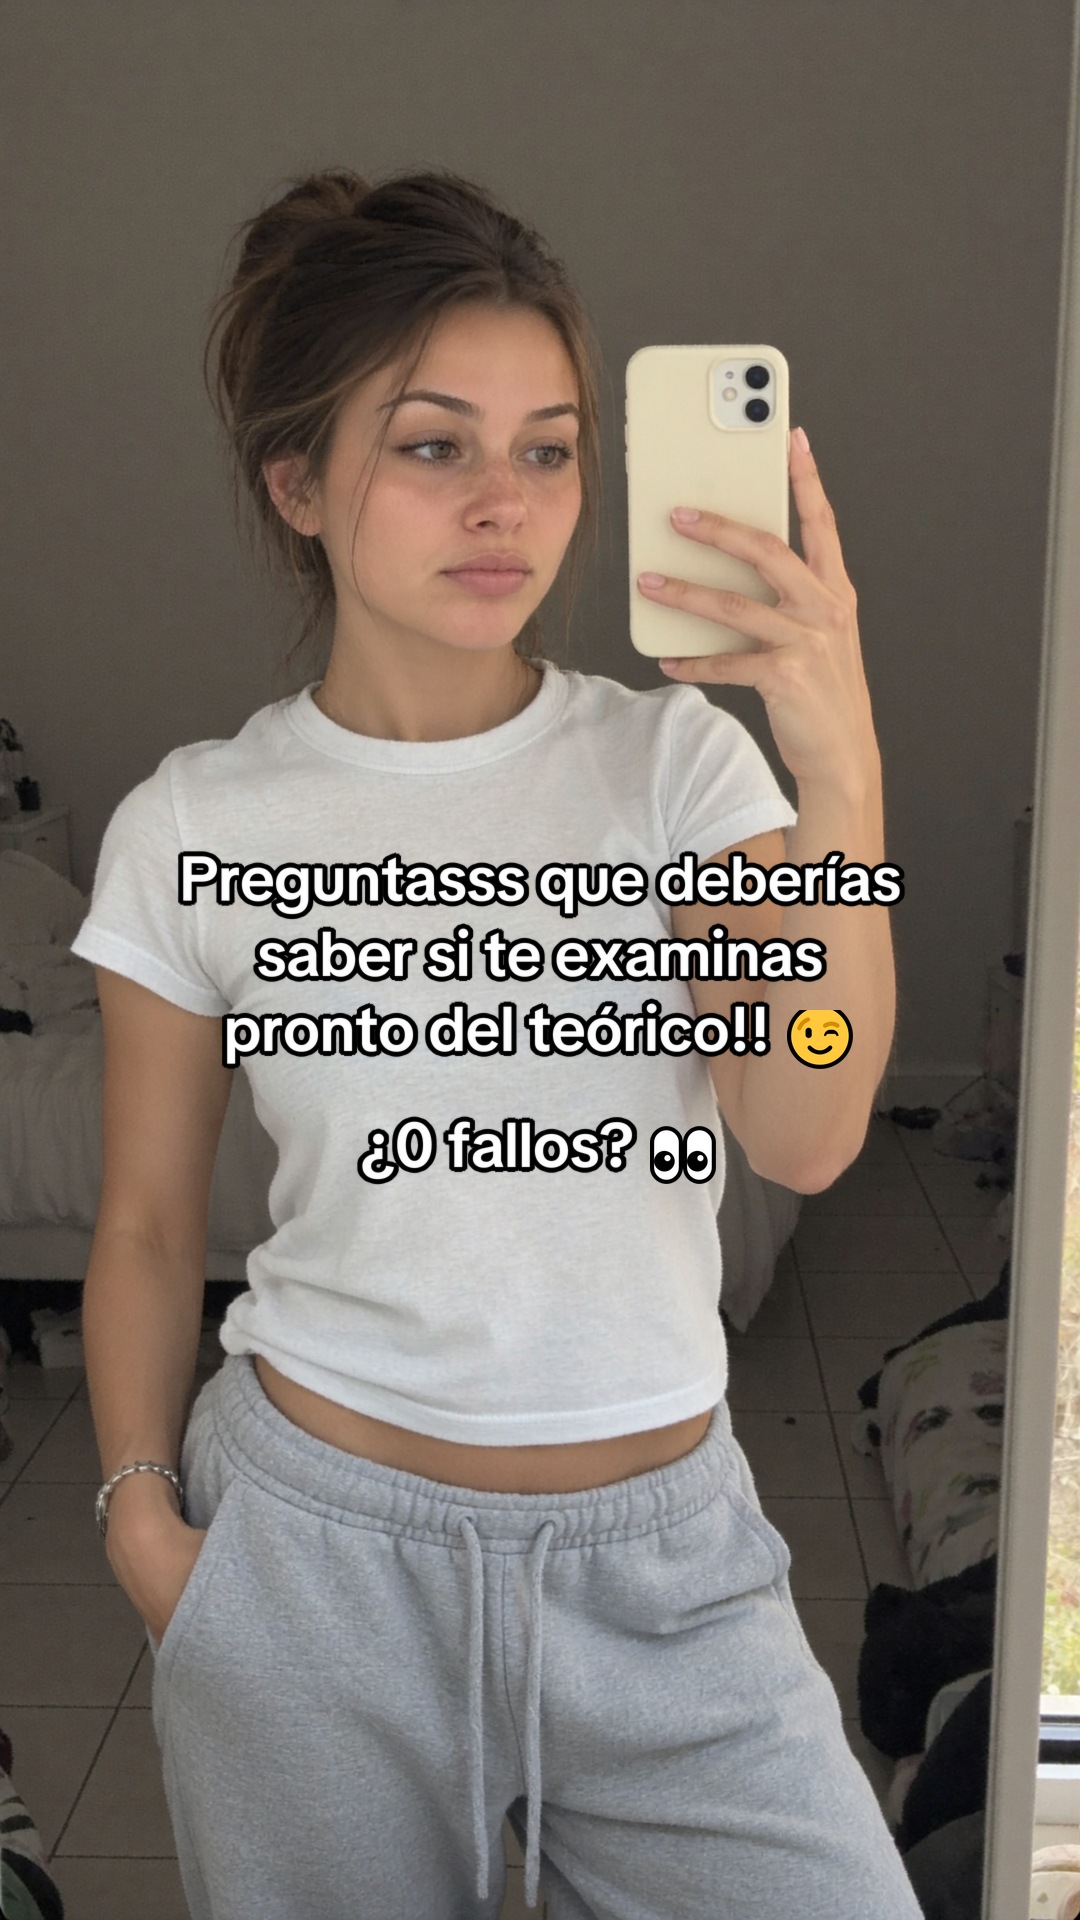 Preguntasss que deberías
saber si te examinas
pronto del teórico!! 😉
¿0 fallos? 👀